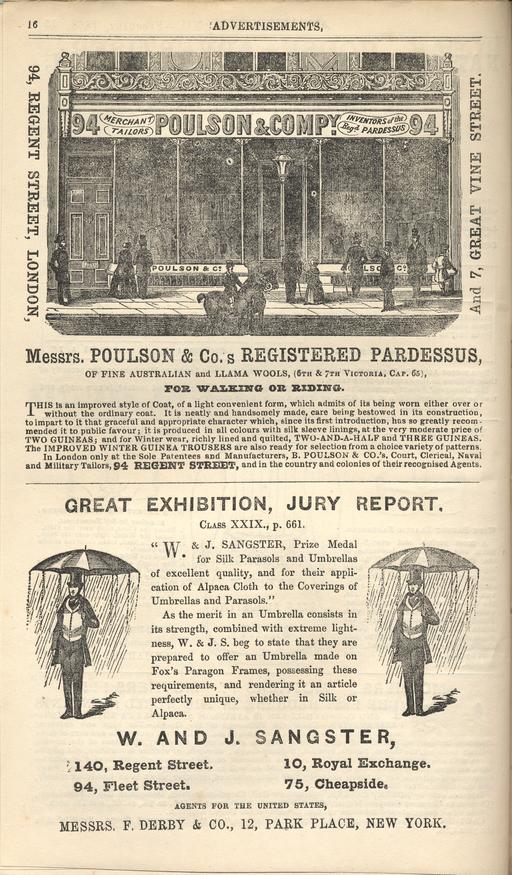 16
ADVERTISEMENTS,
94, REGENT STREET, LONDON,
94 MERCHANT TAILORS POULSON & COMPY. INVENTORS of the Regd. PARDESSUS 94
POULSON & Co.
And 7, GREAT VINE STREET.
Messrs. POULSON & Co.'s REGISTERED PARDESSUS,
OF FINE AUSTRALIAN and LLAMA WOOLS, (6TH & 7TH VICTORIA, CAP. 65),
FOR WALKING OR RIDING.
THIS is an improved style of Coat, of a light convenient form, which admits of its being worn either over or
without the ordinary coat. It is neatly and handsomely made, care being bestowed in its construction,
to impart to it that graceful and appropriate character which, since its first introduction, has so greatly recom-
mended it to public favour; it is produced in all colours with silk sleeve linings, at the very moderate price of
TWO GUINEAS; and for Winter wear, richly lined and quilted, TWO-AND-A-HALF and THREE GUINEAS.
The IMPROVED WINTER GUINEA TROUSERS are also ready for selection from a choice variety of patterns.
In London only at the Sole Patentees and Manufacturers, B. POULSON & CO.'S, Court, Clerical, Naval
and Military Tailors, 94 REGENT STREET, and in the country and colonies of their recognised Agents.
GREAT EXHIBITION, JURY REPORT.
CLASS XXIX., p. 661.
"W. & J. SANGSTER, Prize Medal
for Silk Parasols and Umbrellas
of excellent quality, and for their appli-
cation of Alpaca Cloth to the Coverings of
Umbrellas and Parasols."
As the merit in an Umbrella consists in
its strength, combined with extreme light-
ness, W. & J. S. beg to state that they are
prepared to offer an Umbrella made on
Fox's Paragon Frames, possessing these
requirements, and rendering it an article
perfectly unique, whether in Silk or
Alpaca.
W. AND J. SANGSTER,
140, Regent Street.
10, Royal Exchange.
94, Fleet Street.
75, Cheapside.
AGENTS FOR THE UNITED STATES,
MESSRS. F. DERBY & CO., 12, PARK PLACE, NEW YORK.